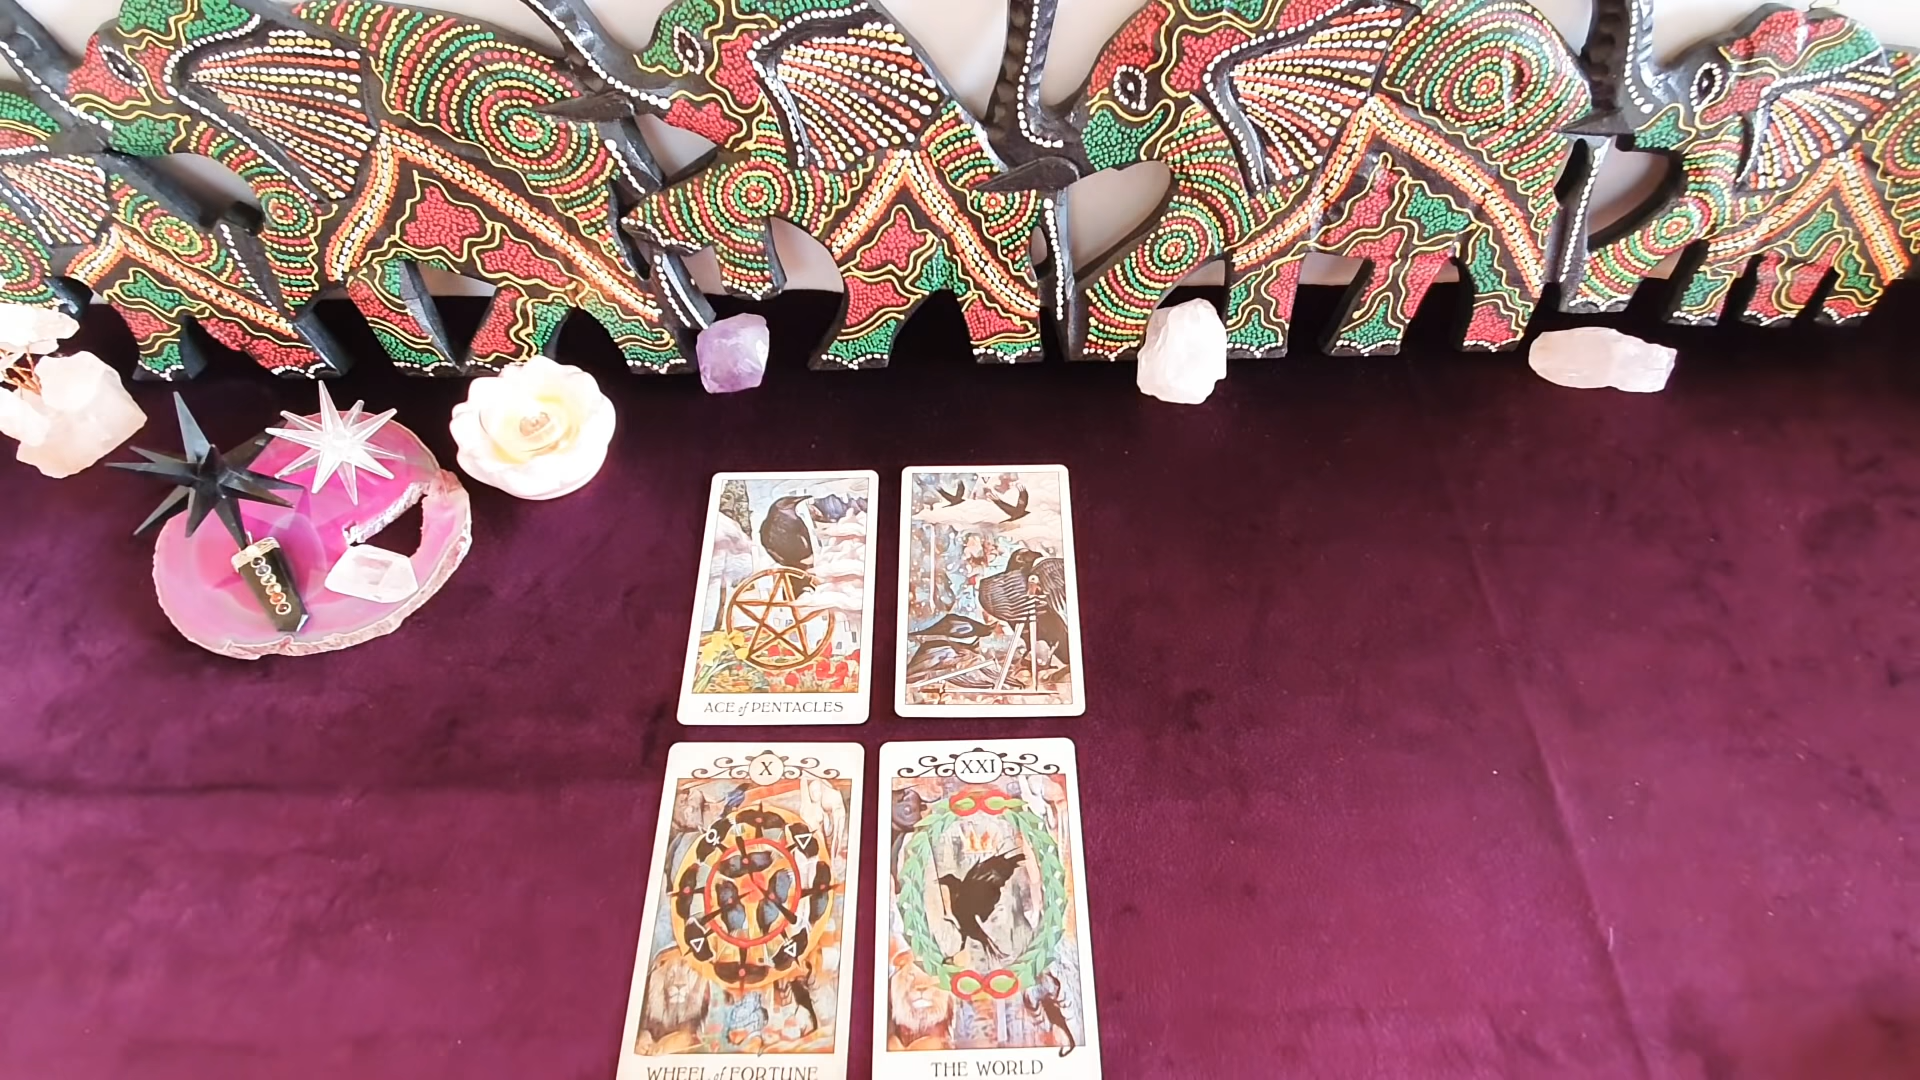 ACE of PENTACLES
X
XXI
WHEEL of FORTUNE
THE WORLD